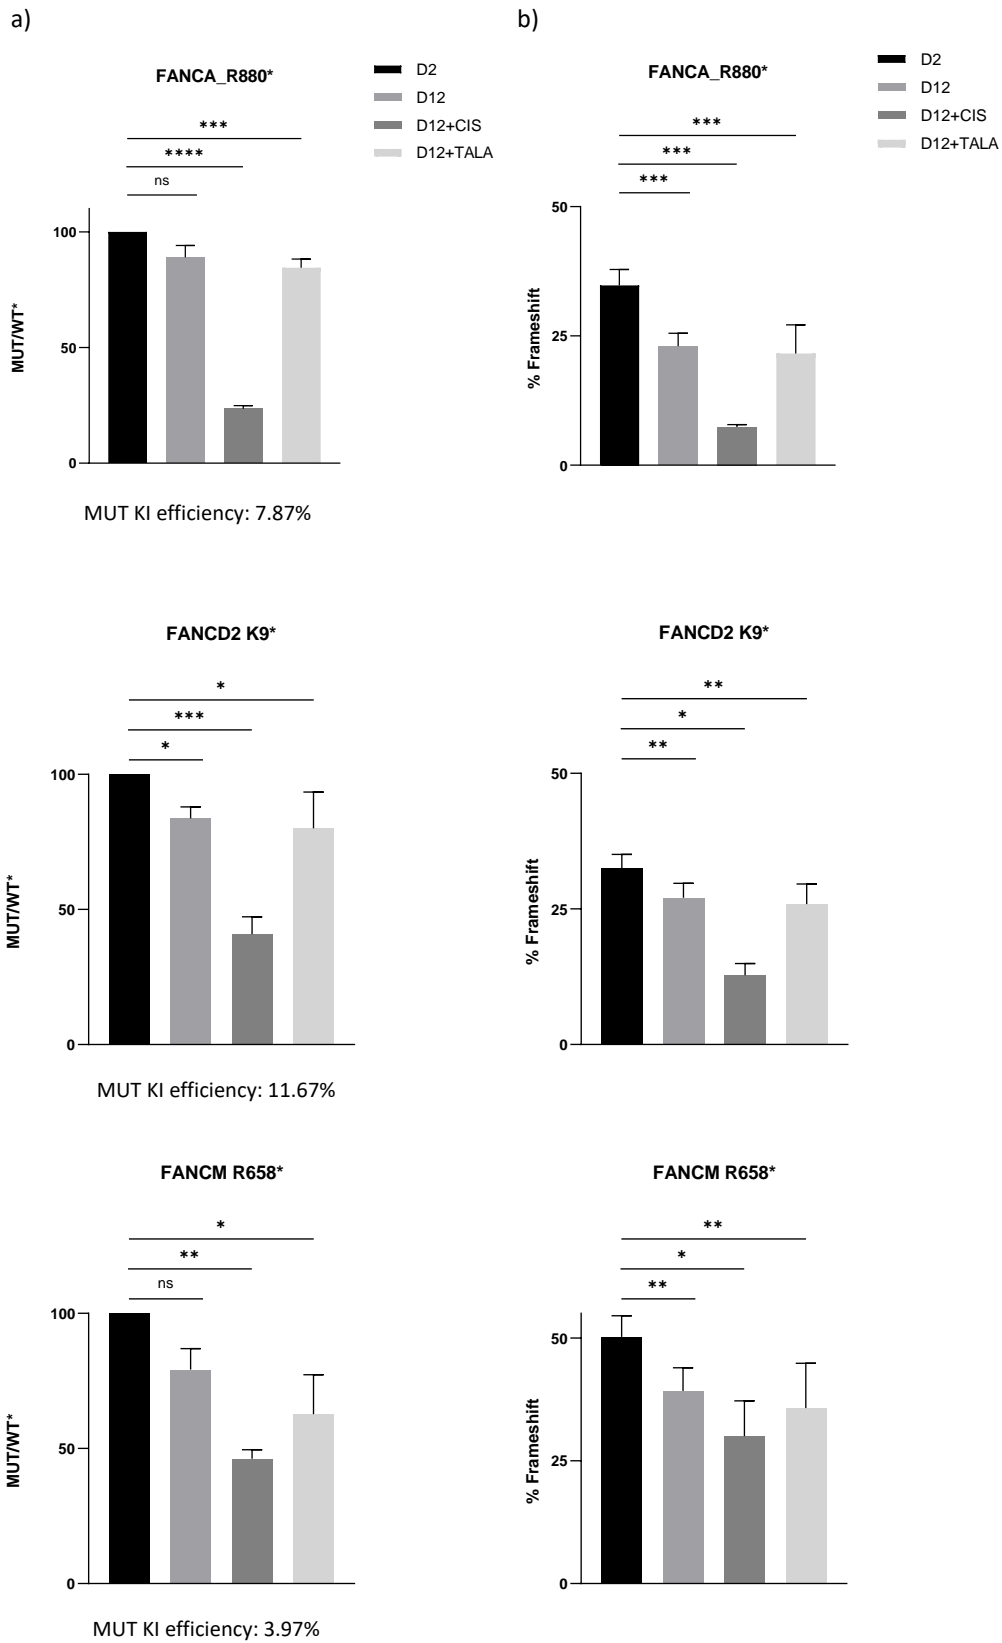 a)
FANCA_R880*
D2
D12
D12+CIS
D12+TALA
***
****
ns
100
50
0
MUT/WT*
MUT KI efficiency: 7.87%
b)
FANCA_R880*
D2
D12
D12+CIS
D12+TALA
***
***
***
50
25
0
% Frameshift
FANCD2 K9*
*
***
*
100
50
0
MUT/WT*
MUT KI efficiency: 11.67%
FANCD2 K9*
**
*
**
50
25
0
% Frameshift
FANCM R658*
*
**
ns
100
50
0
MUT/WT*
MUT KI efficiency: 3.97%
FANCM R658*
**
*
**
50
25
0
% Frameshift